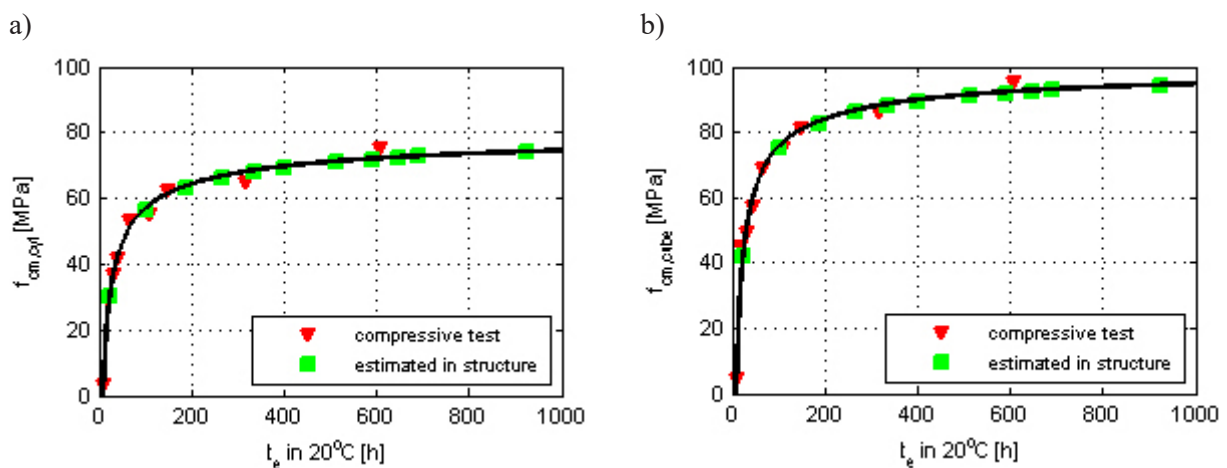 a)
100
80
60
40
20
0
f_cm,cyl [MPa]
0 200 400 600 800 1000
t_e in 20°C [h]
compressive test
estimated in structure
b)
100
80
60
40
20
0
f_cm,cube [MPa]
0 200 400 600 800 1000
t_e in 20°C [h]
compressive test
estimated in structure